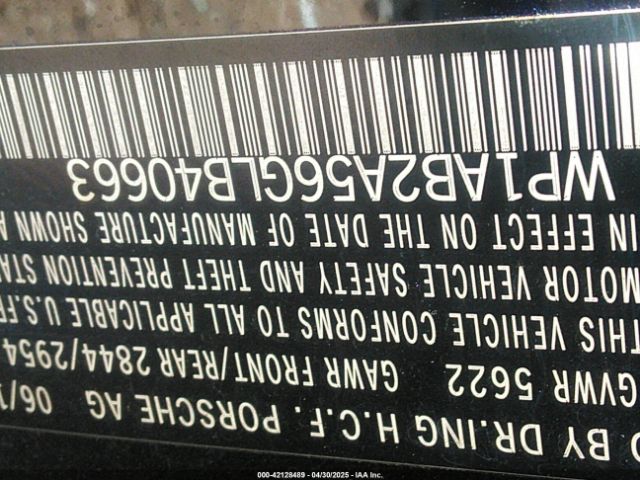 D BY DR.ING H.C.F. PORSCHE AG 06/1
GVWR 5622 GAWR FRONT/REAR 2844/2954
THIS VEHICLE CONFORMS TO ALL APPLICABLE U.S.FE
MOTOR VEHICLE SAFETY AND THEFT PREVENTION STA
IN EFFECT ON THE DATE OF MANUFACTURE SHOWN A
WP1AB2A56GLB40663
000-42128489 - 04/30/2025 - IAA Inc.